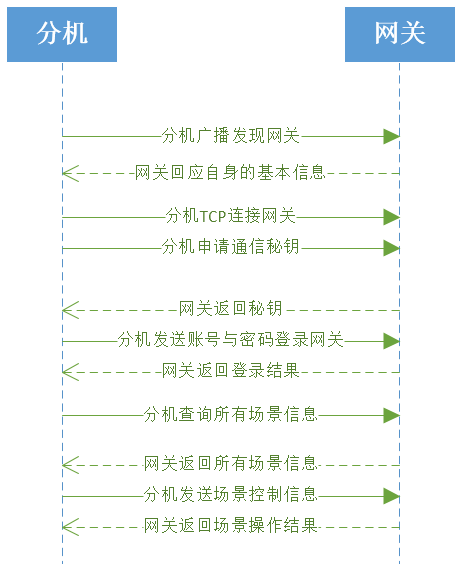 分机
网关
分机广播发现网关
网关回应自身的基本信息
分机TCP连接网关
分机申请通信秘钥
网关返回秘钥
分机发送账号与密码登录网关
网关返回登录结果
分机查询所有场景信息
网关返回所有场景信息
分机发送场景控制信息
网关返回场景操作结果